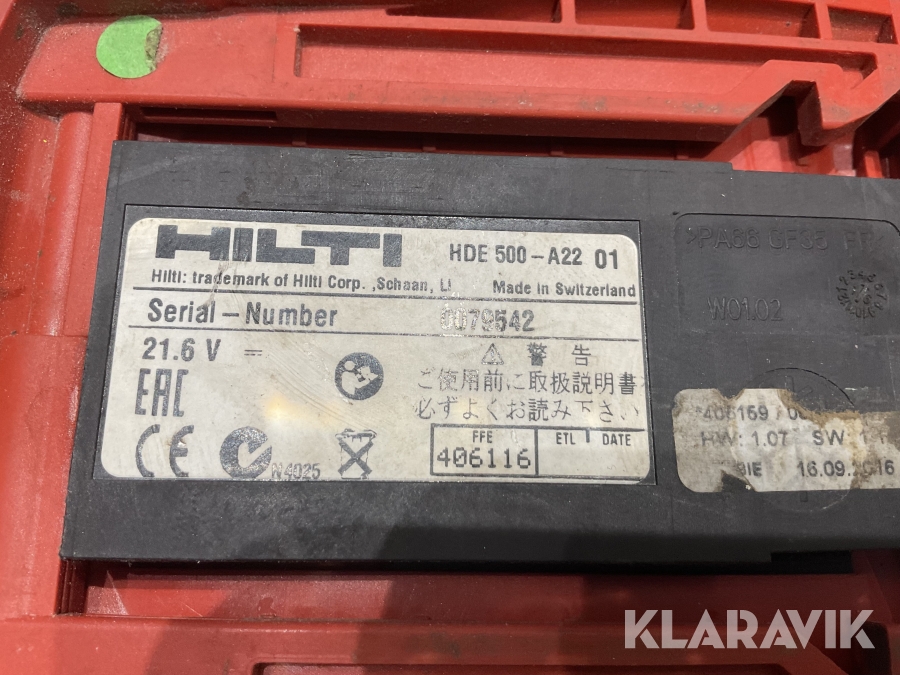 HILTI HDE 500-A22 01
Hilti: trademark of Hilti Corp., Schaan, LI Made in Switzerland
Serial-Number 0079542
21.6 V
警告
ご使用前に取扱説明書
必ずよくお読み下さい
EAC
CE N4025
FFE ETL DATE
406116
>PA66 GF35
W01.02
HW: 1.07 SW:
16.09.2016
KLARAVIK